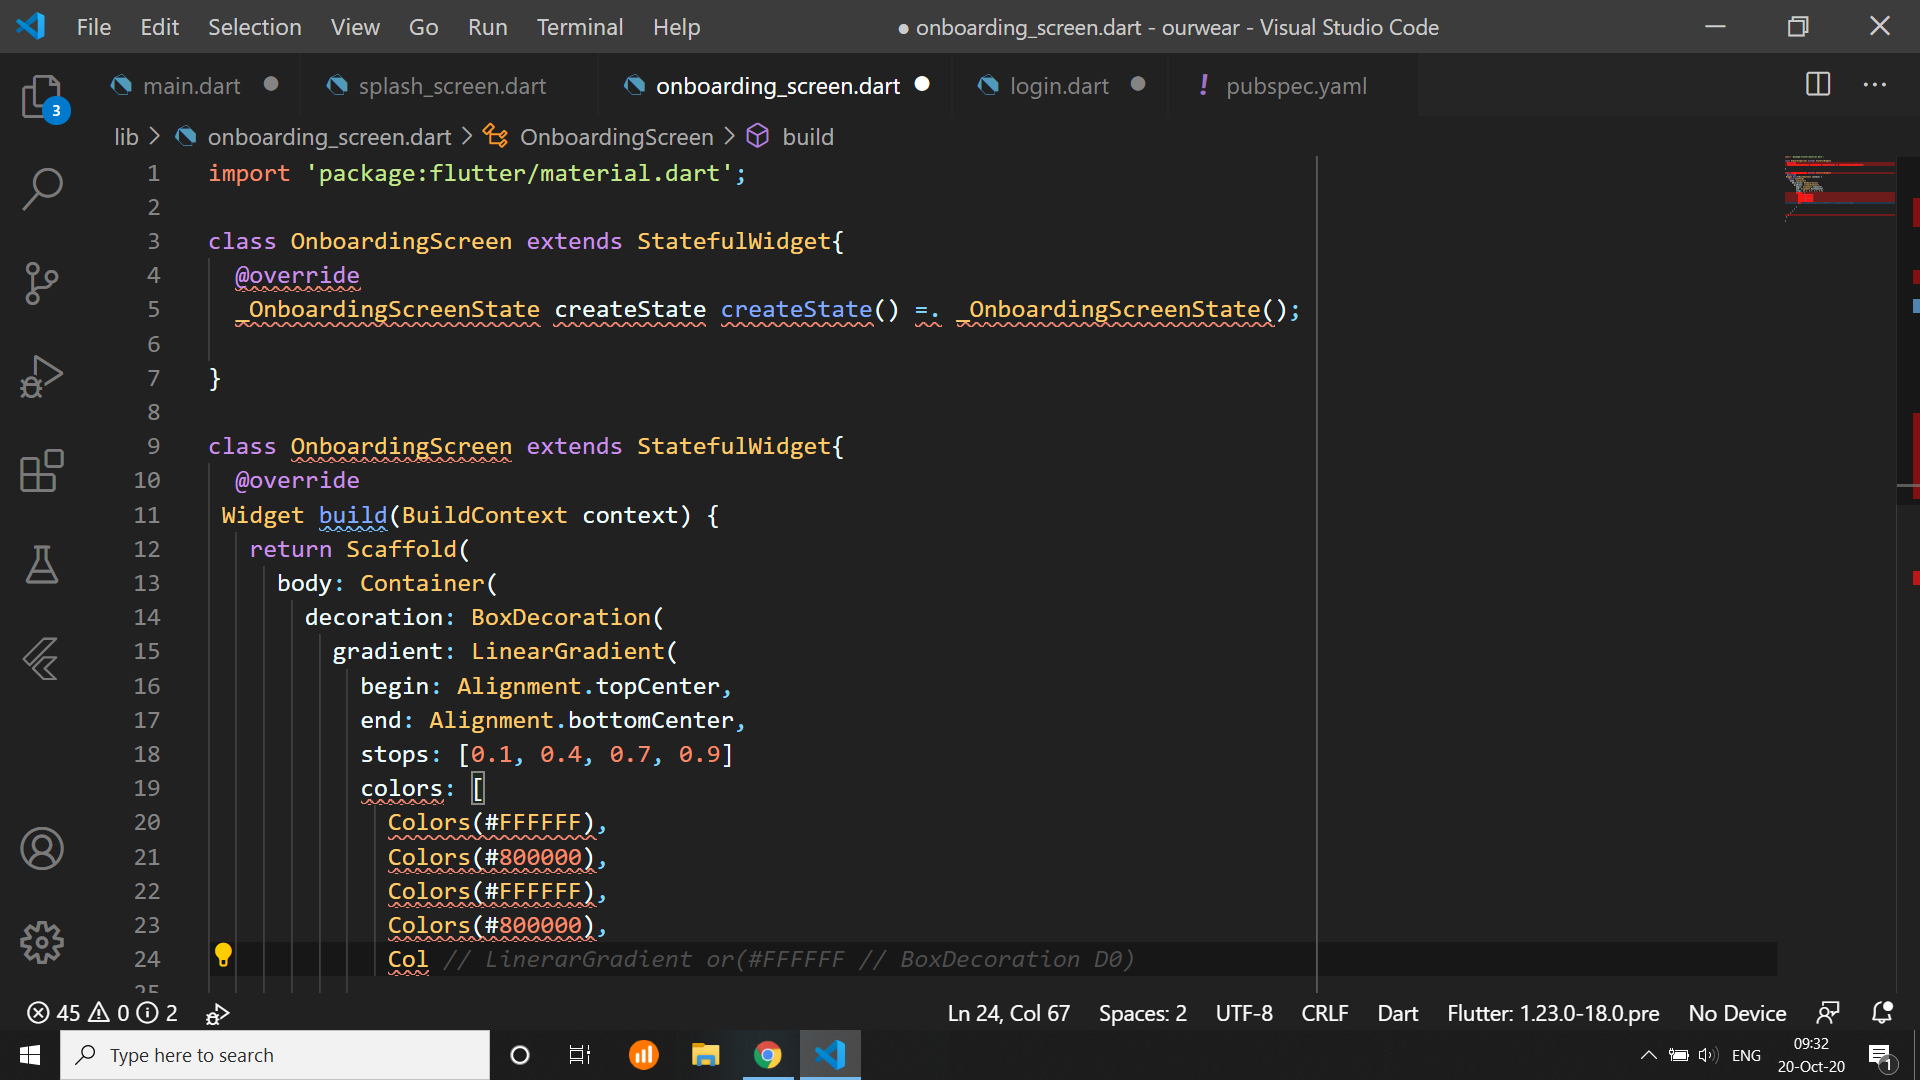 File Edit Selection View Go Run Terminal Help
● onboarding_screen.dart - ourwear - Visual Studio Code
3
main.dart
splash_screen.dart
onboarding_screen.dart
login.dart
! pubspec.yaml
lib > onboarding_screen.dart > OnboardingScreen > build
1 import 'package:flutter/material.dart';
2
3 class OnboardingScreen extends StatefulWidget{
4 @override
5 _OnboardingScreenState createState createState() =. _OnboardingScreenState();
6
7 }
8
9 class OnboardingScreen extends StatefulWidget{
10 @override
11 Widget build(BuildContext context) {
12 return Scaffold(
13 body: Container(
14 decoration: BoxDecoration(
15 gradient: LinearGradient(
16 begin: Alignment.topCenter,
17 end: Alignment.bottomCenter,
18 stops: [0.1, 0.4, 0.7, 0.9]
19 colors: [
20 Colors(#FFFFFF),
21 Colors(#800000),
22 Colors(#FFFFFF),
23 Colors(#800000),
24 Col // LinerarGradient or(#FFFFFF // BoxDecoration D0)
25
45 0 2
Ln 24, Col 67 Spaces: 2 UTF-8 CRLF Dart Flutter: 1.23.0-18.0.pre No Device
Type here to search
ENG
09:32
20-Oct-20
1